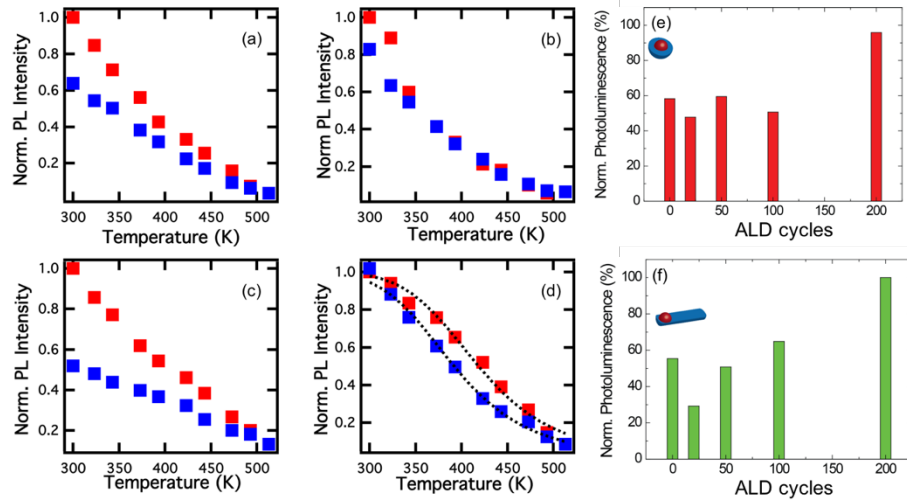 (a)
Norm. PL Intensity
1.0
0.8
0.6
0.4
0.2
300 350 400 450 500
Temperature (K)
(b)
Norm PL Intensity
1.0
0.8
0.6
0.4
0.2
300 350 400 450 500
Temperature (K)
(e)
Norm. Photoluminescence (%)
100
80
60
40
20
0
0 50 100 150 200
ALD cycles
(c)
Norm. PL Intensity
1.0
0.8
0.6
0.4
0.2
300 350 400 450 500
Temperature (K)
(d)
Norm. PL Intensity
1.0
0.8
0.6
0.4
0.2
300 350 400 450 500
Temperature (K)
(f)
Norm. Photoluminescence (%)
100
80
60
40
20
0
0 50 100 150 200
ALD cycles